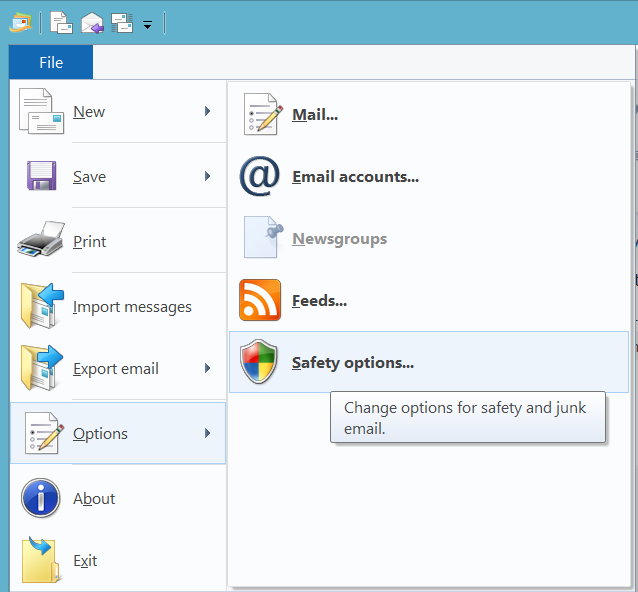 File
New
Save
Print
Import messages
Export email
Options
About
Exit
Mail...
Email accounts...
Newsgroups
Feeds...
Safety options...
Change options for safety and junk
email.